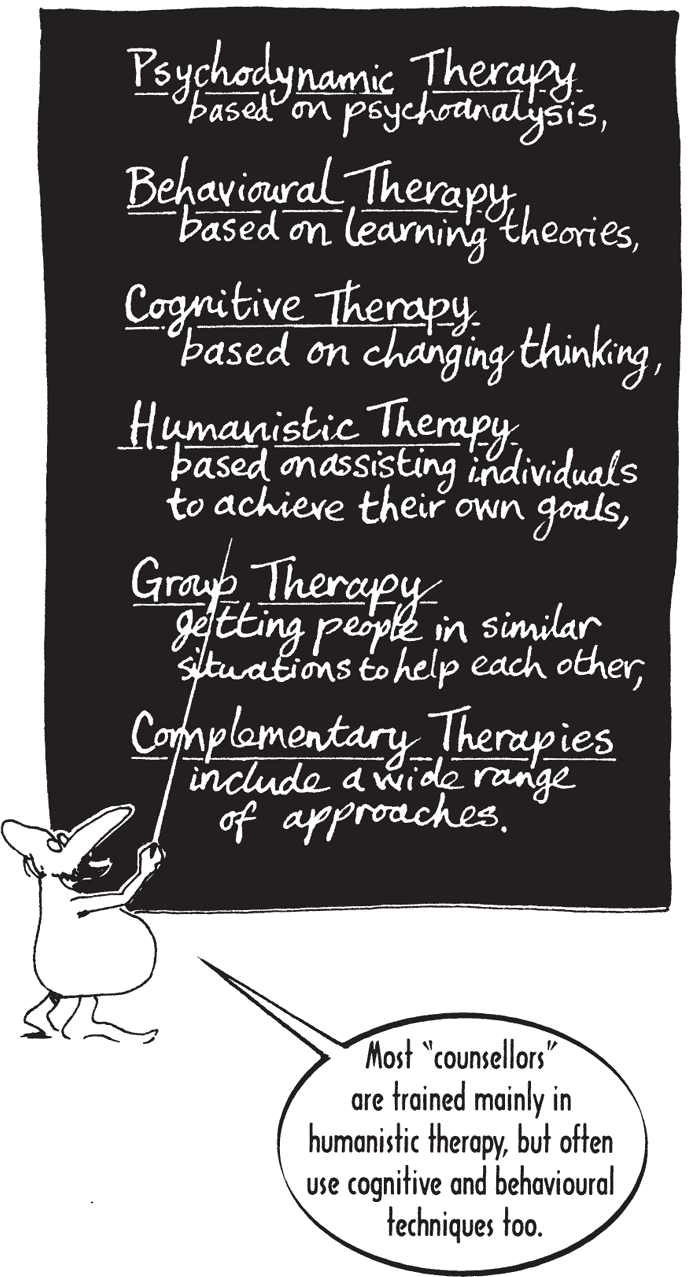 Psychodynamic Therapy
based on psychoanalysis,
Behavioural Therapy
based on learning theories,
Cognitive Therapy
based on changing thinking,
Humanistic Therapy
based on assisting individuals
to achieve their own goals,
Group Therapy
getting people in similar
situations to help each other,
Complementary Therapies
include a wide range
of approaches.
Most "counsellors"
are trained mainly in
humanistic therapy, but often
use cognitive and behavioural
techniques too.